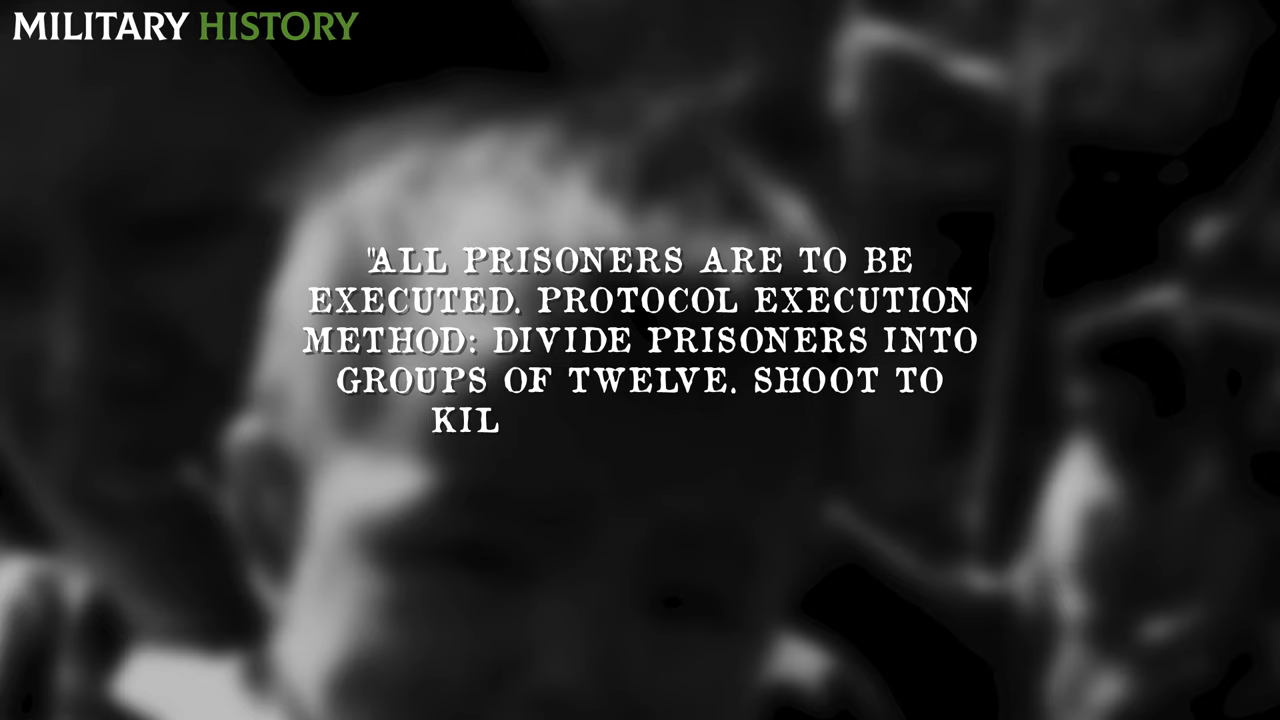 MILITARY HISTORY
"ALL PRISONERS ARE TO BE
EXECUTED. PROTOCOL EXECUTION
METHOD: DIVIDE PRISONERS INTO
GROUPS OF TWELVE. SHOOT TO
KIL